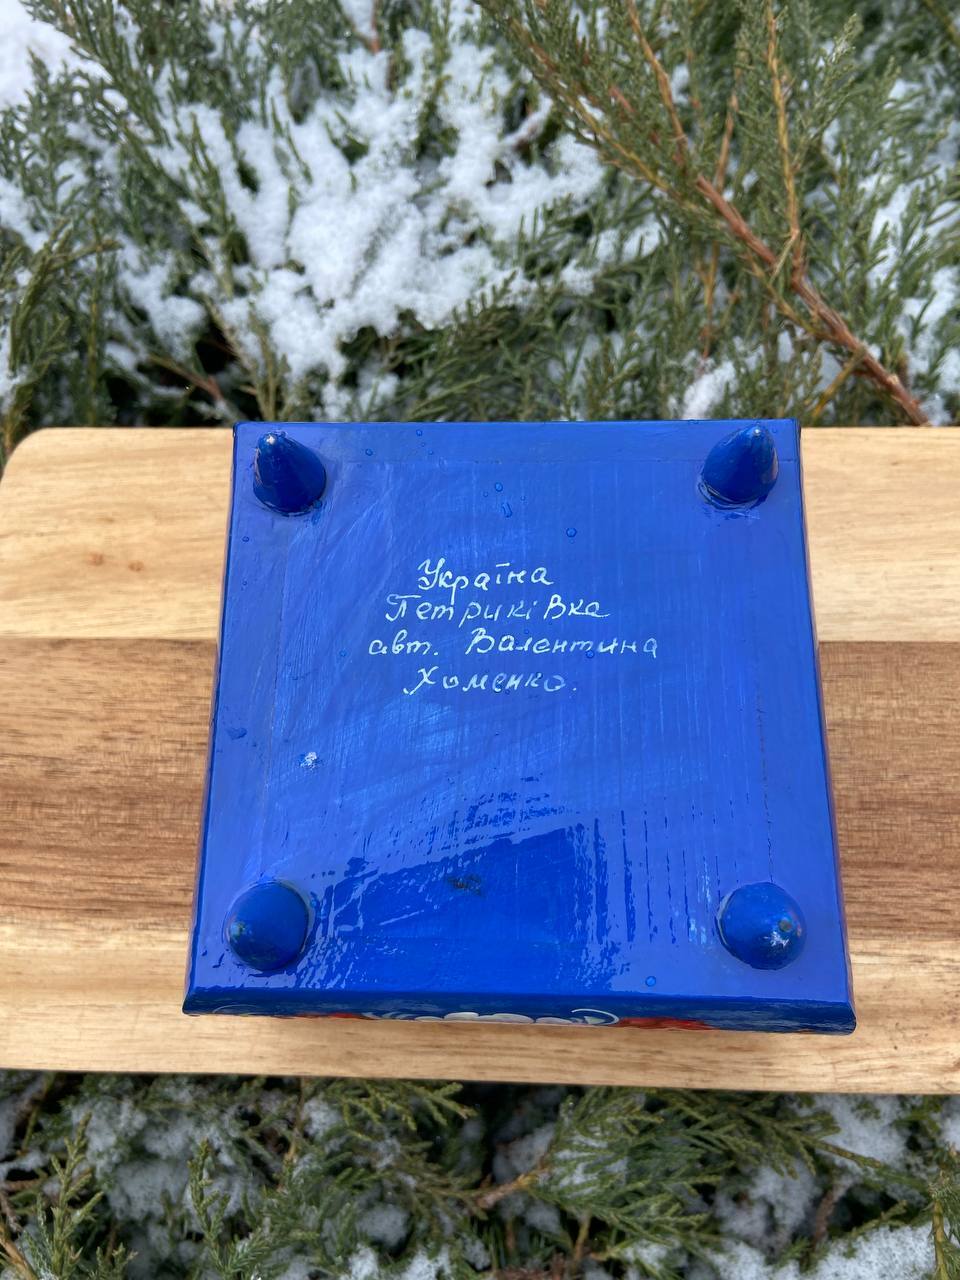 Україна
Петриківка
авт. Валентина
Хоменко.